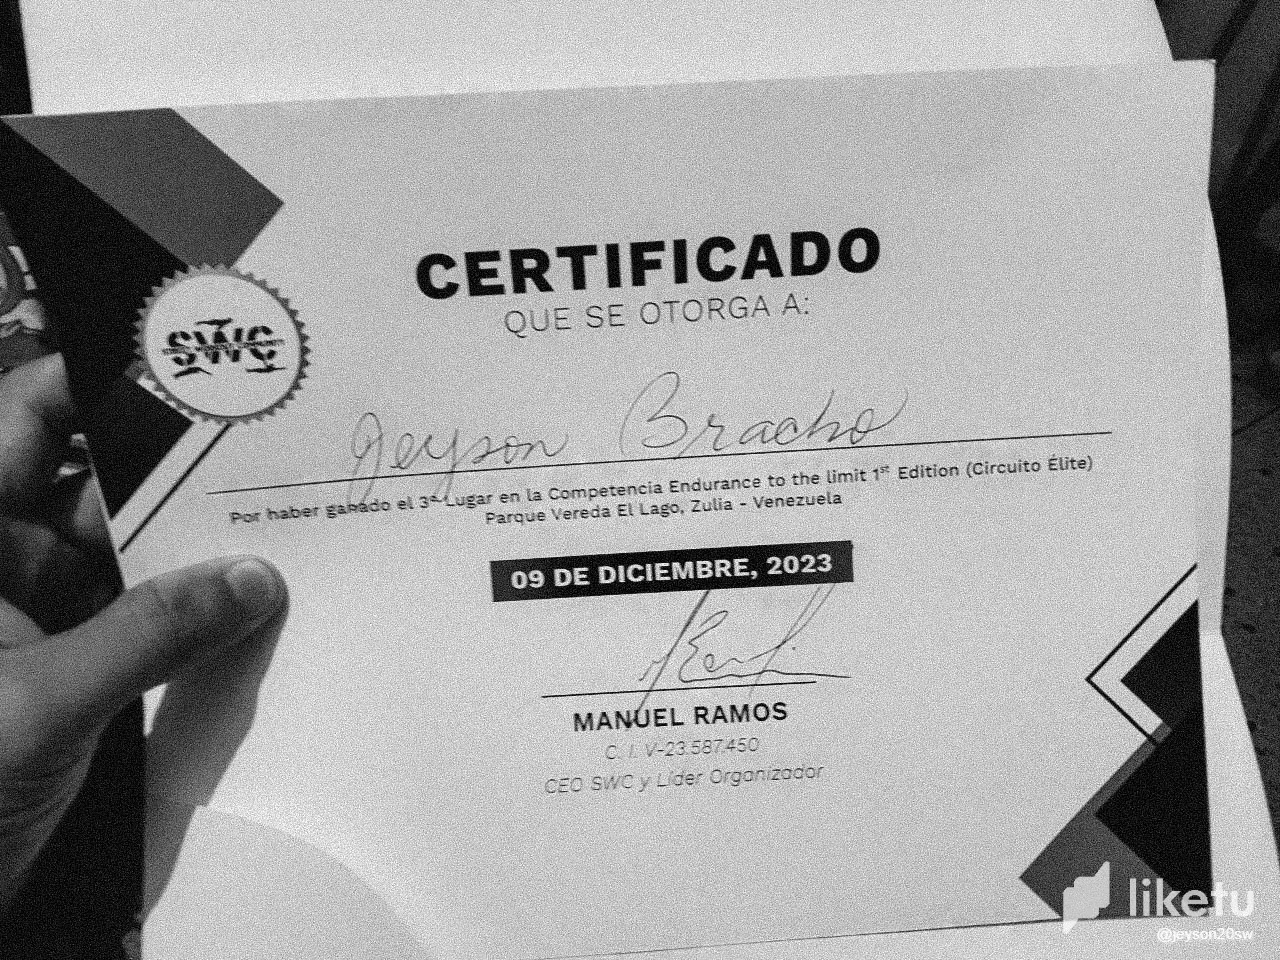 CERTIFICADO
QUE SE OTORGA A:
SWC
Jeyson Bracho
Por haber ganado el 3er Lugar en la Competencia Endurance to the limit 1st Edition (Circuito Élite)
Parque Vereda El Lago, Zulia - Venezuela
09 DE DICIEMBRE, 2023
MANUEL RAMOS
C. I. V-23.587.450
CEO SWC y Líder Organizador
liketu
@jeyson20sw